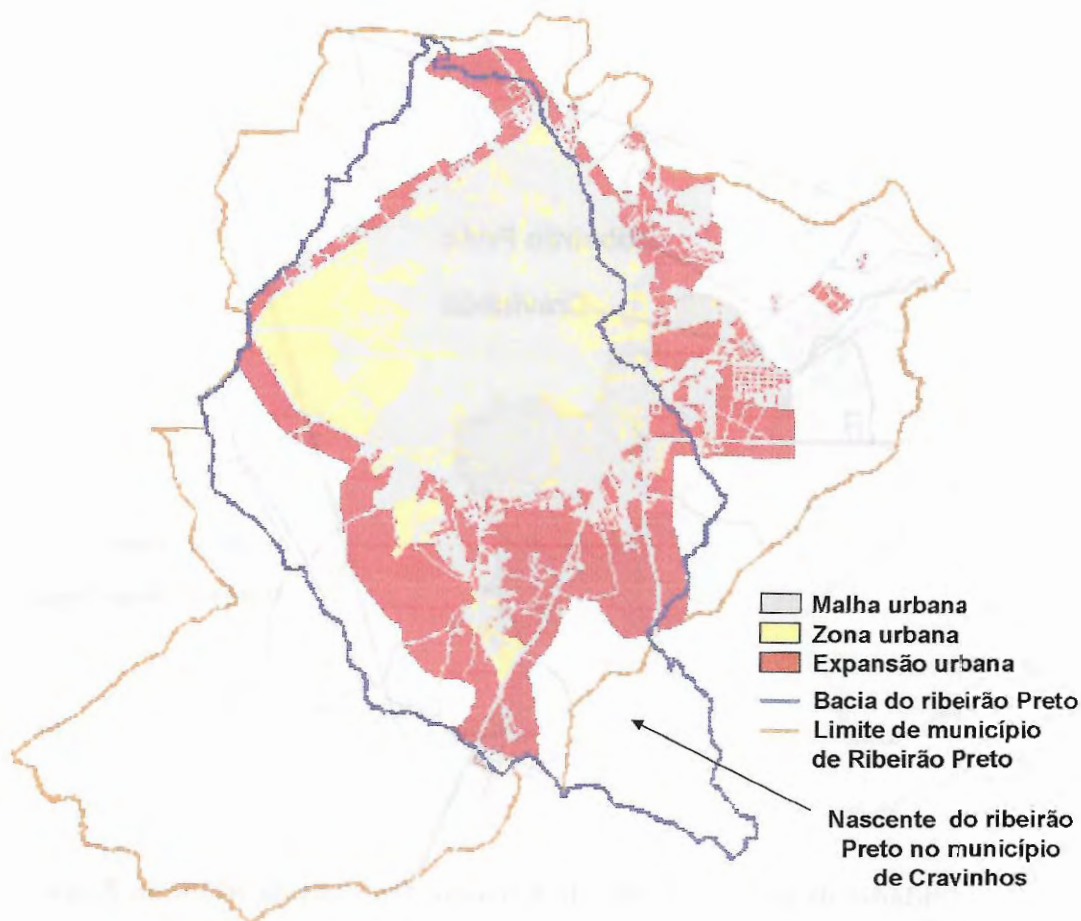 Malha urbana
Zona urbana
Expansão urbana
Bacia do ribeirão Preto
Limite de município
de Ribeirão Preto
Nascente do ribeirão
Preto no município
de Cravinhos